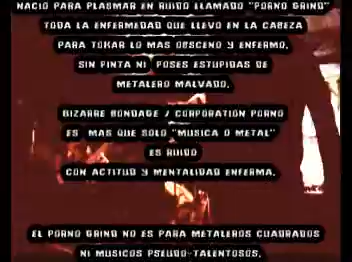 NACIO PARA PLASMAR EN RUIDO LLAMADO "PORNO GRIND"
TODA LA ENFERMEDAD QUE LLEVO EN LA CABEZA
PARA TOKAR LO MAS OBSCENO Y ENFERMO,
SIN PINTA NI POSES ESTUPIDAS DE
METALERO MALVADO.
BIZARRE BONDAGE / CORPORATION PORNO
ES MAS QUE SOLO "MUSICA O METAL"
ES RUIDO
CON ACTITUD Y MENTALIDAD ENFERMA.
EL PORNO GRIND NO ES PARA METALEROS CUADRADOS
NI MUSICOS PSEUDO-TALENTOSOS,